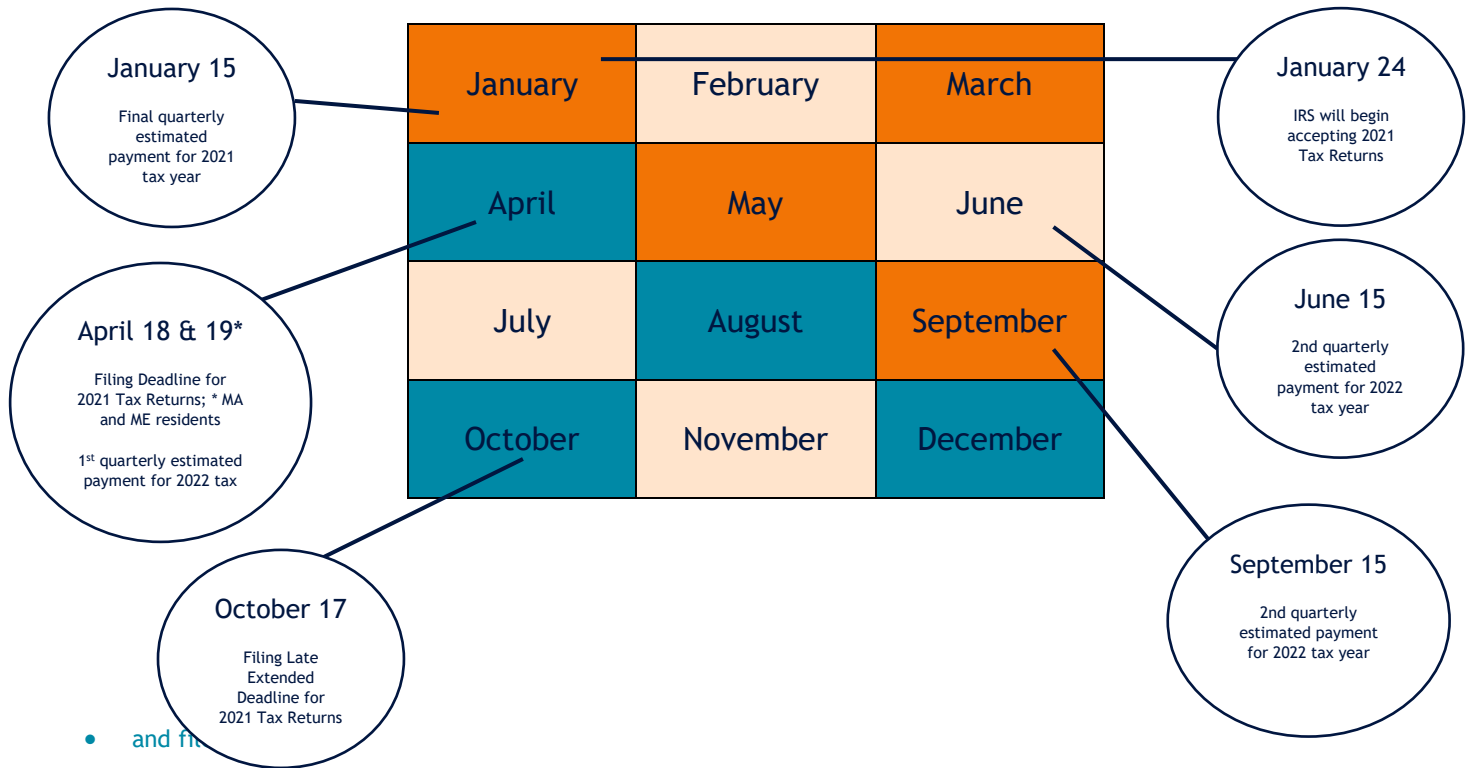 January 15
Final quarterly
estimated
payment for 2021
tax year
January
February
March
January 24
IRS will begin
accepting 2021
Tax Returns
April
May
June
April 18 & 19*
Filing Deadline for
2021 Tax Returns; * MA
and ME residents
1st quarterly estimated
payment for 2022 tax
July
August
September
June 15
2nd quarterly
estimated
payment for 2022
tax year
October
November
December
October 17
Filing Late
Extended
Deadline for
2021 Tax Returns
September 15
2nd quarterly
estimated payment
for 2022 tax year
• and